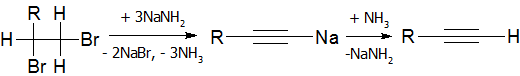 R
H Br
Br H
H
+ 3NaNH₂
- 2NaBr, - 3NH₃
R Na
+ NH₃
-NaNH₂
R H